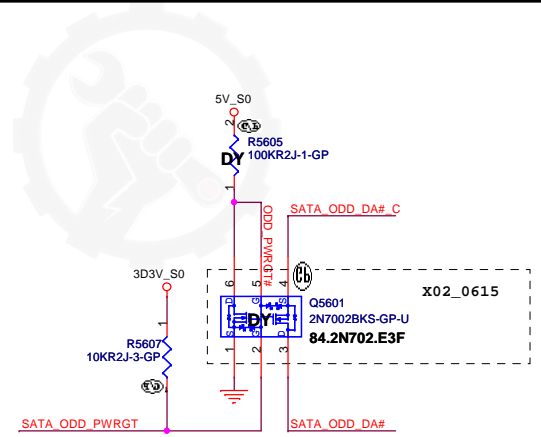 5V_S0
2
R5605
DY
100KR2J-1-GP
1
ODD_PWRGT#
SATA_ODD_DA#_C
3D3V_S0
6
5
4
X02_0615
D
G
S
Q5601
DY
2N7002BKS-GP-U
84.2N702.E3F
S
G
D
1
R5607
10KR2J-3-GP
1
2
3
SATA_ODD_PWRGT
SATA_ODD_DA#